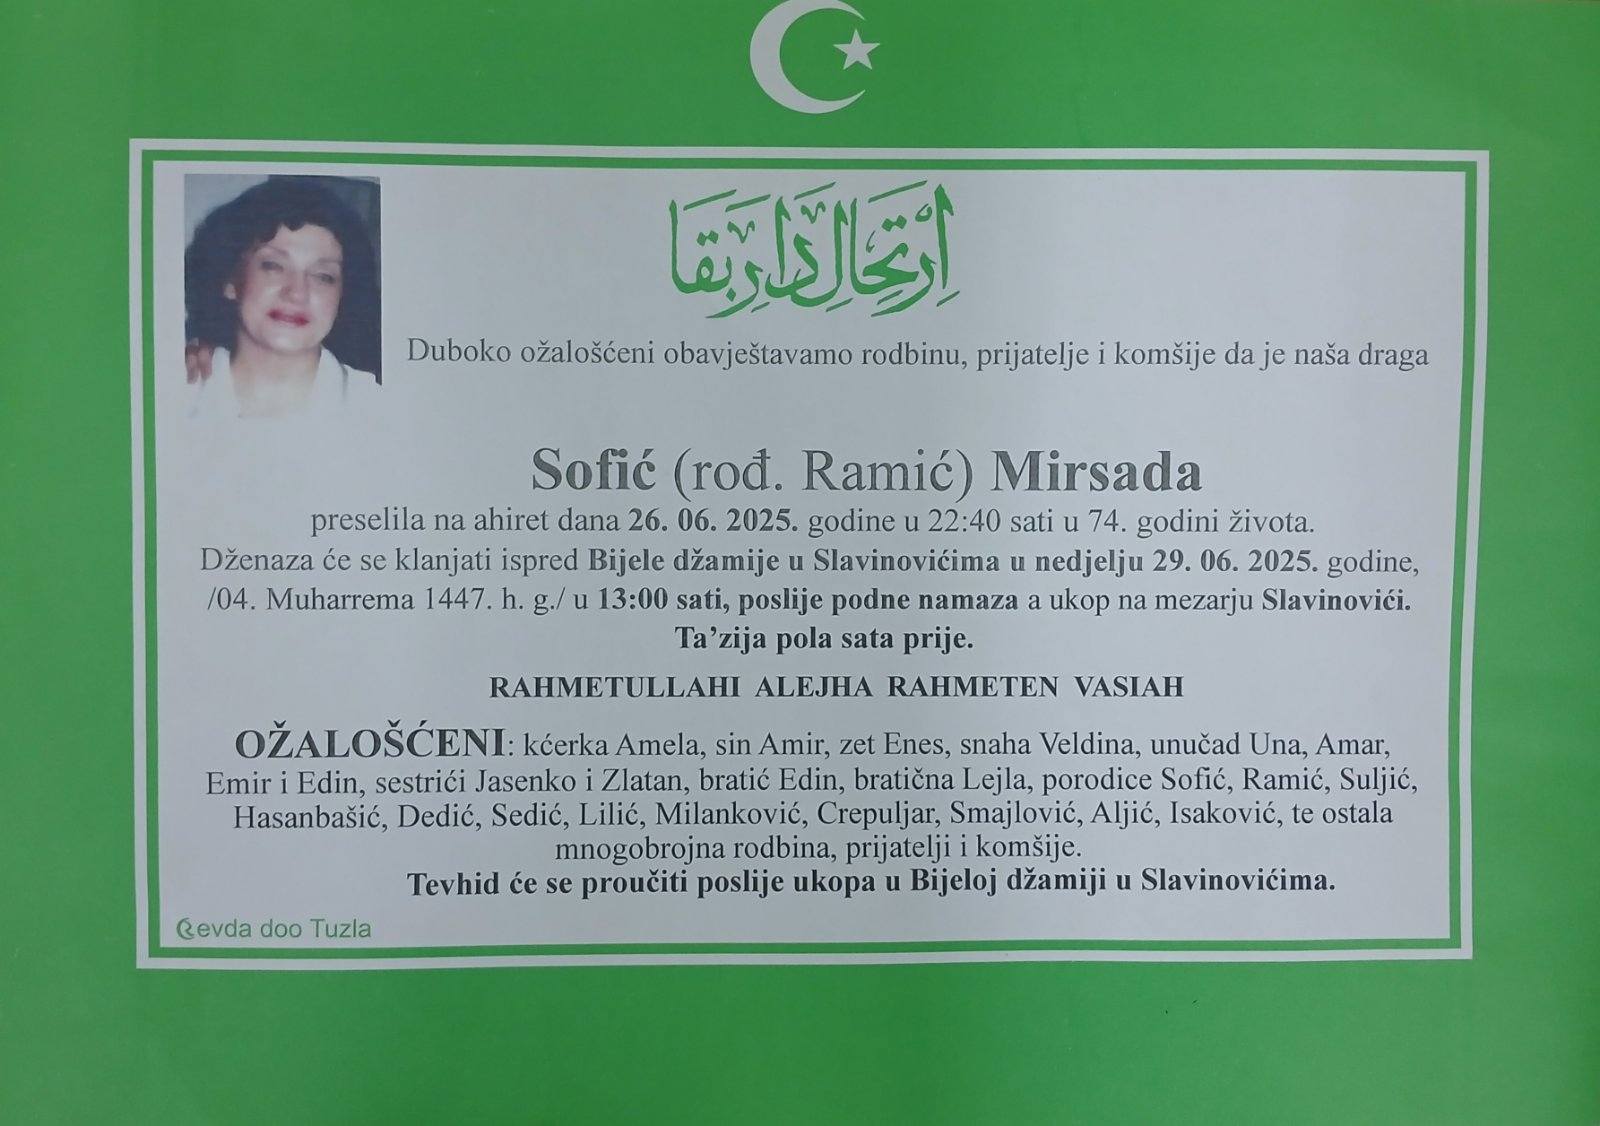 اِرْتِحَالِ دَارِ بَقَا
Duboko ožalošćeni obavještavamo rodbinu, prijatelje i komšije da je naša draga
Sofić (rođ. Ramić) Mirsada
preselila na ahiret dana 26. 06. 2025. godine u 22:40 sati u 74. godini života.
Dženaza će se klanjati ispred Bijele džamije u Slavinovićima u nedjelju 29. 06. 2025. godine,
/04. Muharrema 1447. h. g./ u 13:00 sati, poslije podne namaza a ukop na mezarju Slavinovići.
Ta’zija pola sata prije.
RAHMETULLAHI ALEJHA RAHMETEN VASIAH
OŽALOŠĆENI: kćerka Amela, sin Amir, zet Enes, snaha Veldina, unučad Una, Amar,
Emir i Edin, sestrići Jasenko i Zlatan, bratić Edin, bratična Lejla, porodice Sofić, Ramić, Suljić,
Hasanbašić, Dedić, Sedić, Lilić, Milanković, Crepuljar, Smajlović, Aljić, Isaković, te ostala
mnogobrojna rodbina, prijatelji i komšije.
Tevhid će se proučiti poslije ukopa u Bijeloj džamiji u Slavinovićima.
Revda doo Tuzla